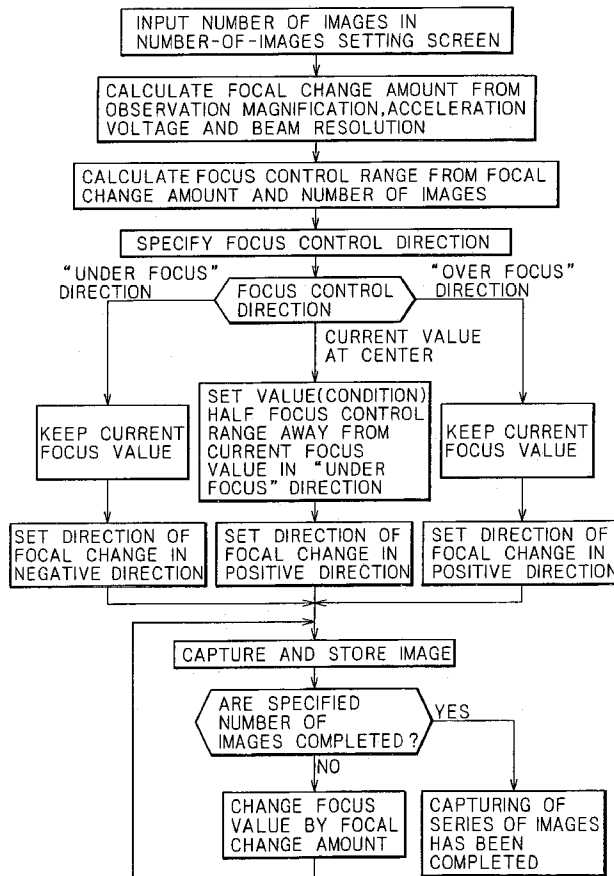 INPUT NUMBER OF IMAGES IN
NUMBER-OF-IMAGES SETTING SCREEN
CALCULATE FOCAL CHANGE AMOUNT FROM
OBSERVATION MAGNIFICATION, ACCELERATION
VOLTAGE AND BEAM RESOLUTION
CALCULATE FOCUS CONTROL RANGE FROM FOCAL
CHANGE AMOUNT AND NUMBER OF IMAGES
SPECIFY FOCUS CONTROL DIRECTION
"UNDER FOCUS"
DIRECTION
FOCUS CONTROL
DIRECTION
"OVER FOCUS"
DIRECTION
CURRENT VALUE
AT CENTER
KEEP CURRENT
FOCUS VALUE
SET VALUE(CONDITION)
HALF FOCUS CONTROL
RANGE AWAY FROM
CURRENT FOCUS
VALUE IN "UNDER
FOCUS" DIRECTION
KEEP CURRENT
FOCUS VALUE
SET DIRECTION OF
FOCAL CHANGE IN
NEGATIVE DIRECTION
SET DIRECTION OF
FOCAL CHANGE IN
POSITIVE DIRECTION
SET DIRECTION OF
FOCAL CHANGE IN
POSITIVE DIRECTION
CAPTURE AND STORE IMAGE
ARE SPECIFIED
NUMBER OF
IMAGES COMPLETED?
YES
NO
CHANGE FOCUS
VALUE BY FOCAL
CHANGE AMOUNT
CAPTURING OF
SERIES OF IMAGES
HAS BEEN
COMPLETED